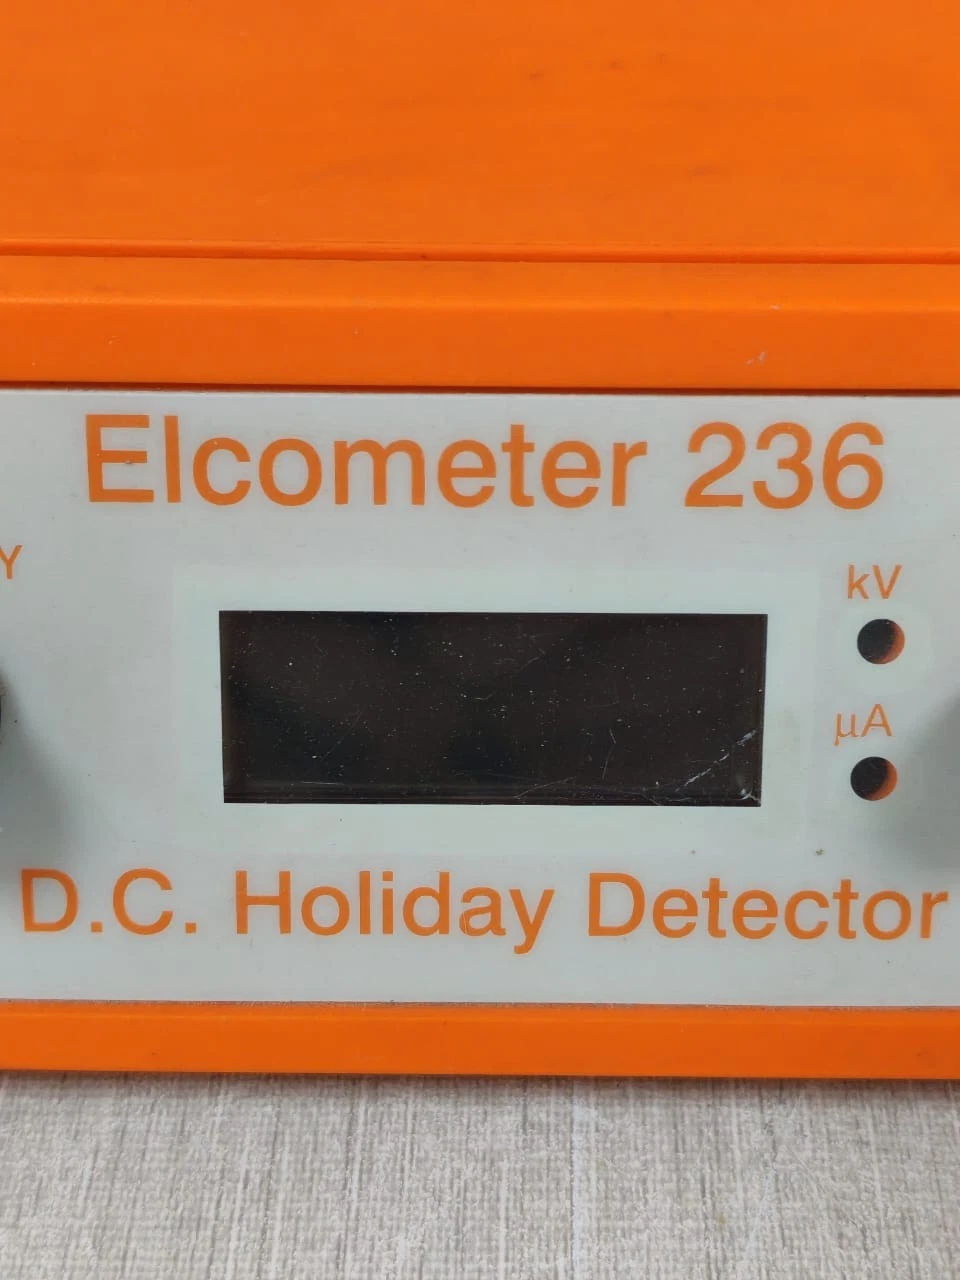 Elcometer 236
Y
kV
µA
D.C. Holiday Detector